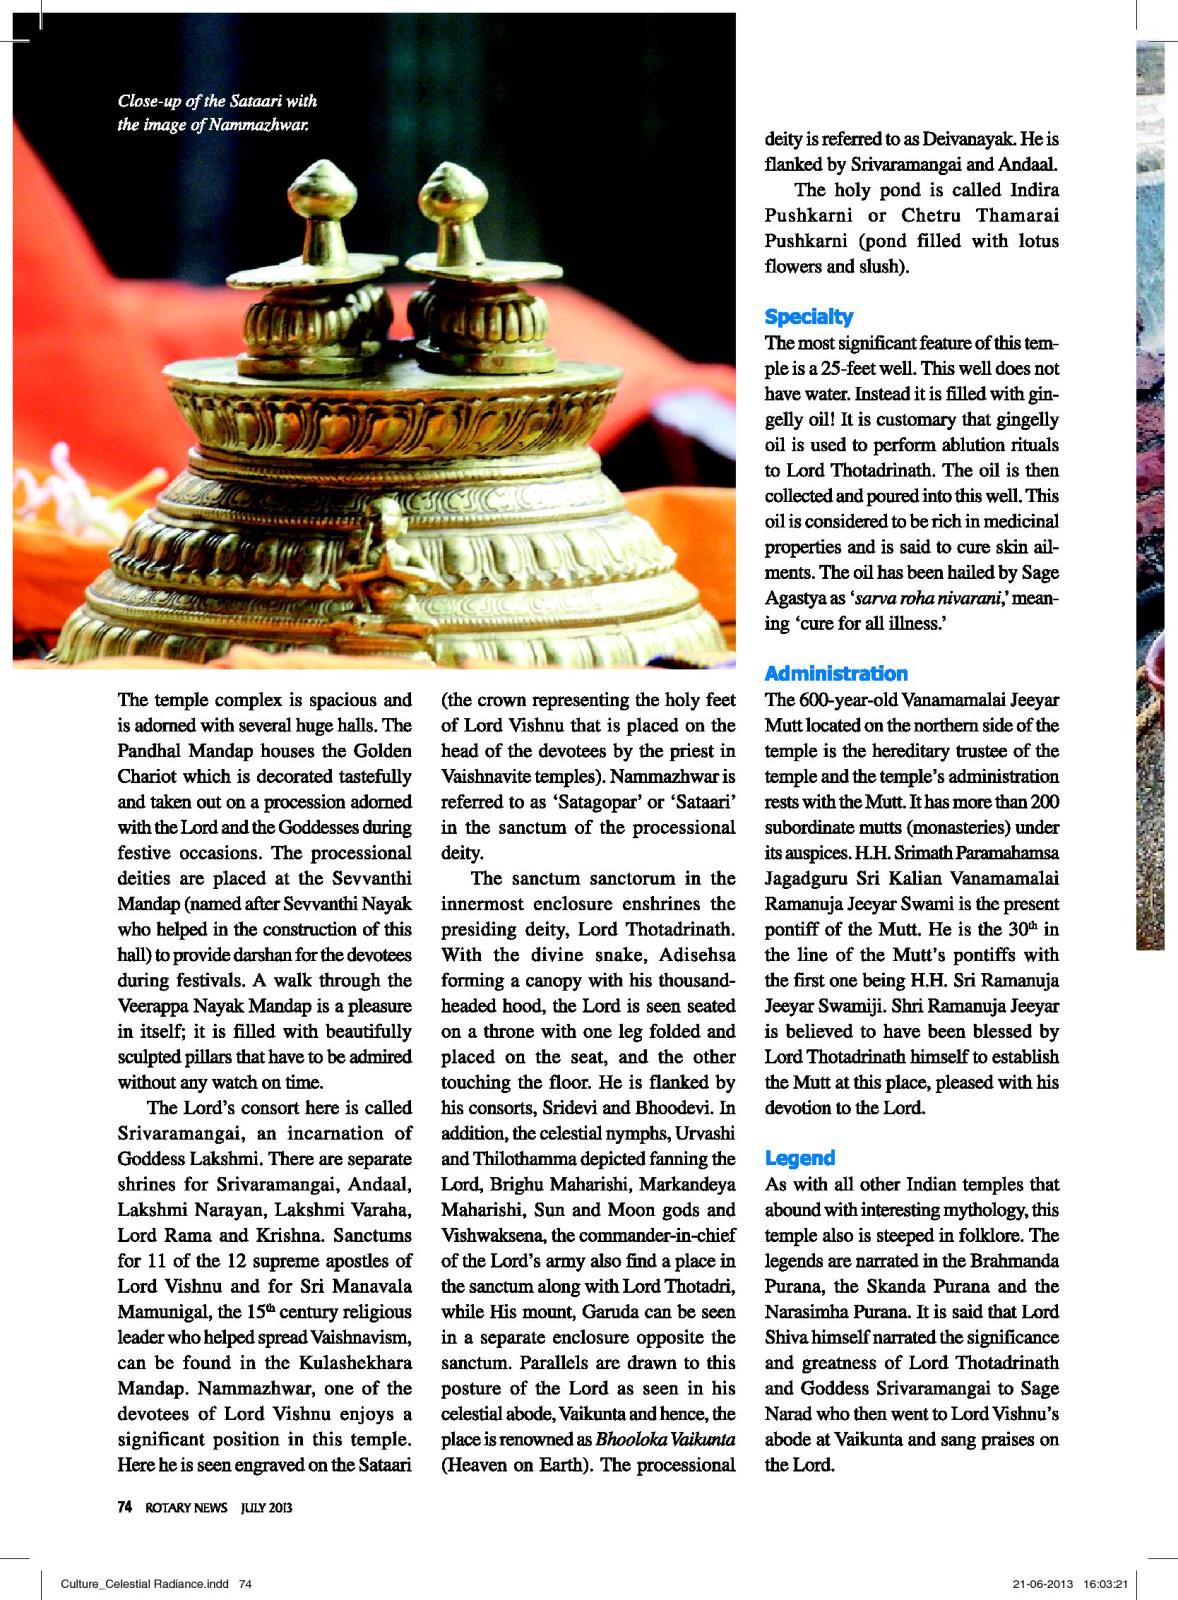 Close-up of the Sataari with
the image of Nammazhwar.
The temple complex is spacious and
is adorned with several huge halls. The
Pandhal Mandap houses the Golden
Chariot which is decorated tastefully
and taken out on a procession adorned
with the Lord and the Goddesses during
festive occasions. The processional
deities are placed at the Sevvanthi
Mandap (named after Sevvanthi Nayak
who helped in the construction of this
hall) to provide darshan for the devotees
during festivals. A walk through the
Veerappa Nayak Mandap is a pleasure
in itself; it is filled with beautifully
sculpted pillars that have to be admired
without any watch on time.
The Lord's consort here is called
Srivaramangai, an incarnation of
Goddess Lakshmi. There are separate
shrines for Srivaramangai, Andaal,
Lakshmi Narayan, Lakshmi Varaha,
Lord Rama and Krishna. Sanctums
for 11 of the 12 supreme apostles of
Lord Vishnu and for Sri Manavala
Mamunigal, the 15th century religious
leader who helped spread Vaishnavism,
can be found in the Kulashekhara
Mandap. Nammazhwar, one of the
devotees of Lord Vishnu enjoys a
significant position in this temple.
Here he is seen engraved on the Sataari
(the crown representing the holy feet
of Lord Vishnu that is placed on the
head of the devotees by the priest in
Vaishnavite temples). Nammazhwar is
referred to as 'Satagopar' or 'Sataari'
in the sanctum of the processional
deity.
The sanctum sanctorum in the
innermost enclosure enshrines the
presiding deity, Lord Thotadrinath.
With the divine snake, Adisehsa
forming a canopy with his thousand-
headed hood, the Lord is seen seated
on a throne with one leg folded and
placed on the seat, and the other
touching the floor. He is flanked by
his consorts, Sridevi and Bhoodevi. In
addition, the celestial nymphs, Urvashi
and Thilothamma depicted fanning the
Lord, Brighu Maharishi, Markandeya
Maharishi, Sun and Moon gods and
Vishwaksena, the commander-in-chief
of the Lord's army also find a place in
the sanctum along with Lord Thotadri,
while His mount, Garuda can be seen
in a separate enclosure opposite the
sanctum. Parallels are drawn to this
posture of the Lord as seen in his
celestial abode, Vaikunta and hence, the
place is renowned as Bhooloka Vaikunta
(Heaven on Earth). The processional
deity is referred to as Deivanayak. He is
flanked by Srivaramangai and Andaal.
The holy pond is called Indira
Pushkarni or Chetru Thamarai
Pushkarni (pond filled with lotus
flowers and slush).
Specialty
The most significant feature of this tem-
ple is a 25-feet well. This well does not
have water. Instead it is filled with gin-
gelly oil! It is customary that gingelly
oil is used to perform ablution rituals
to Lord Thotadrinath. The oil is then
collected and poured into this well. This
oil is considered to be rich in medicinal
properties and is said to cure skin ail-
ments. The oil has been hailed by Sage
Agastya as 'sarva roha nivarani,' mean-
ing 'cure for all illness.'
Administration
The 600-year-old Vanamamalai Jeeyar
Mutt located on the northern side of the
temple is the hereditary trustee of the
temple and the temple's administration
rests with the Mutt. It has more than 200
subordinate mutts (monasteries) under
its auspices. H.H. Srimath Paramahamsa
Jagadguru Sri Kalian Vanamamalai
Ramanuja Jeeyar Swami is the present
pontiff of the Mutt. He is the 30th in
the line of the Mutt's pontiffs with
the first one being H.H. Sri Ramanuja
Jeeyar Swamiji. Shri Ramanuja Jeeyar
is believed to have been blessed by
Lord Thotadrinath himself to establish
the Mutt at this place, pleased with his
devotion to the Lord.
Legend
As with all other Indian temples that
abound with interesting mythology, this
temple also is steeped in folklore. The
legends are narrated in the Brahmanda
Purana, the Skanda Purana and the
Narasimha Purana. It is said that Lord
Shiva himself narrated the significance
and greatness of Lord Thotadrinath
and Goddess Srivaramangai to Sage
Narad who then went to Lord Vishnu's
abode at Vaikunta and sang praises on
the Lord.
74 ROTARY NEWS JULY 2013
Culture_Celestial Radiance.indd 74
21-06-2013 16:03:21